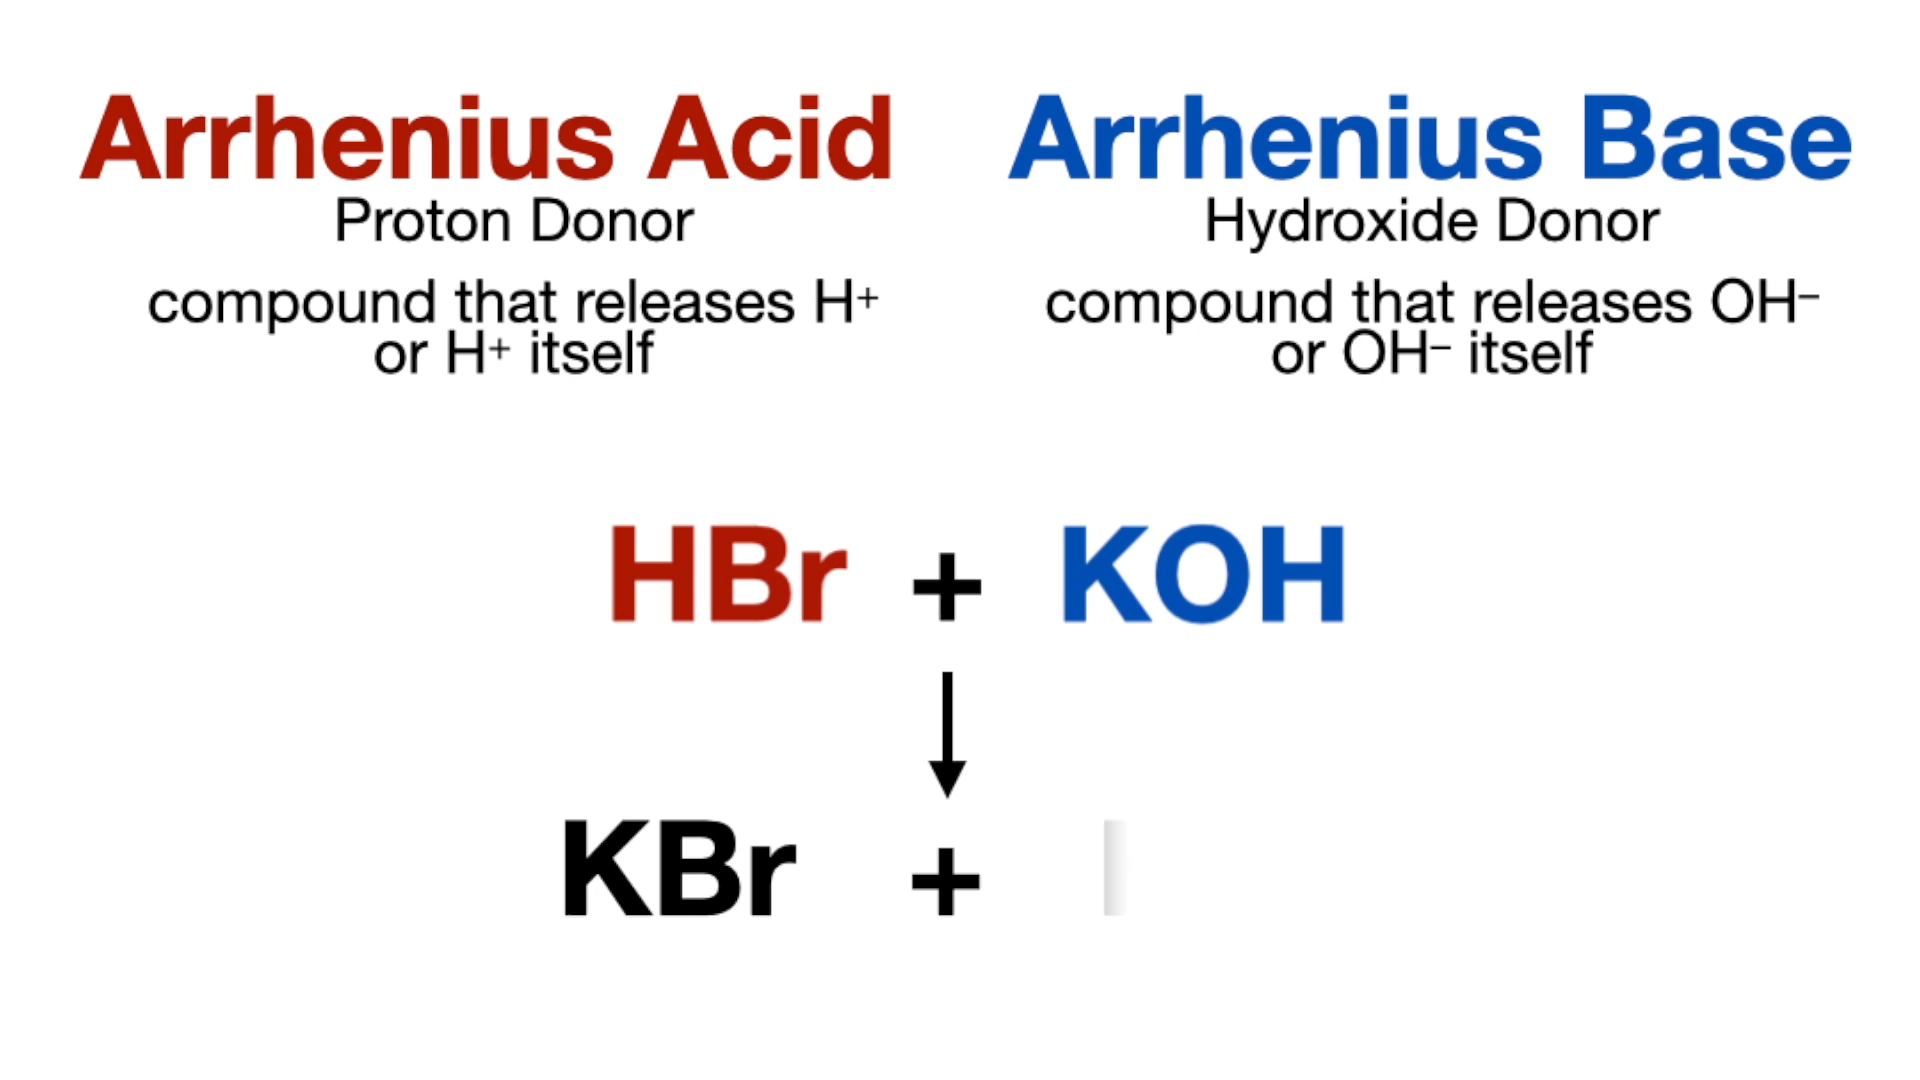 Arrhenius Acid
Proton Donor
compound that releases H⁺
or H⁺ itself
Arrhenius Base
Hydroxide Donor
compound that releases OH⁻
or OH⁻ itself
HBr + KOH
KBr +